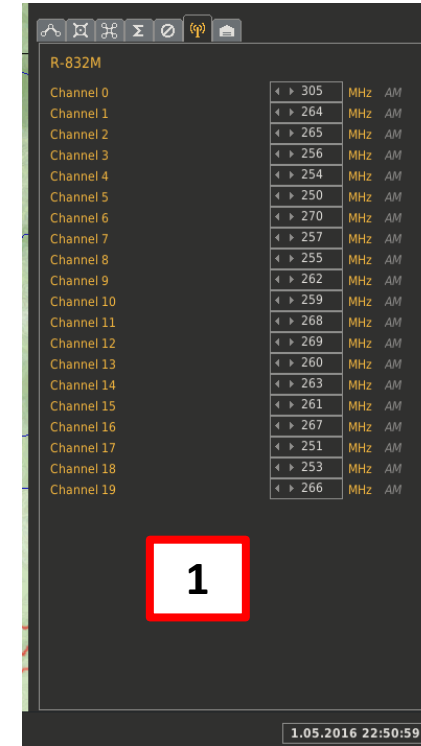 R-832M
Channel 0 305 MHz AM
Channel 1 264 MHz AM
Channel 2 265 MHz AM
Channel 3 256 MHz AM
Channel 4 254 MHz AM
Channel 5 250 MHz AM
Channel 6 270 MHz AM
Channel 7 257 MHz AM
Channel 8 255 MHz AM
Channel 9 262 MHz AM
Channel 10 259 MHz AM
Channel 11 268 MHz AM
Channel 12 269 MHz AM
Channel 13 260 MHz AM
Channel 14 263 MHz AM
Channel 15 261 MHz AM
Channel 16 267 MHz AM
Channel 17 251 MHz AM
Channel 18 253 MHz AM
Channel 19 266 MHz AM
1
1.05.2016 22:50:59